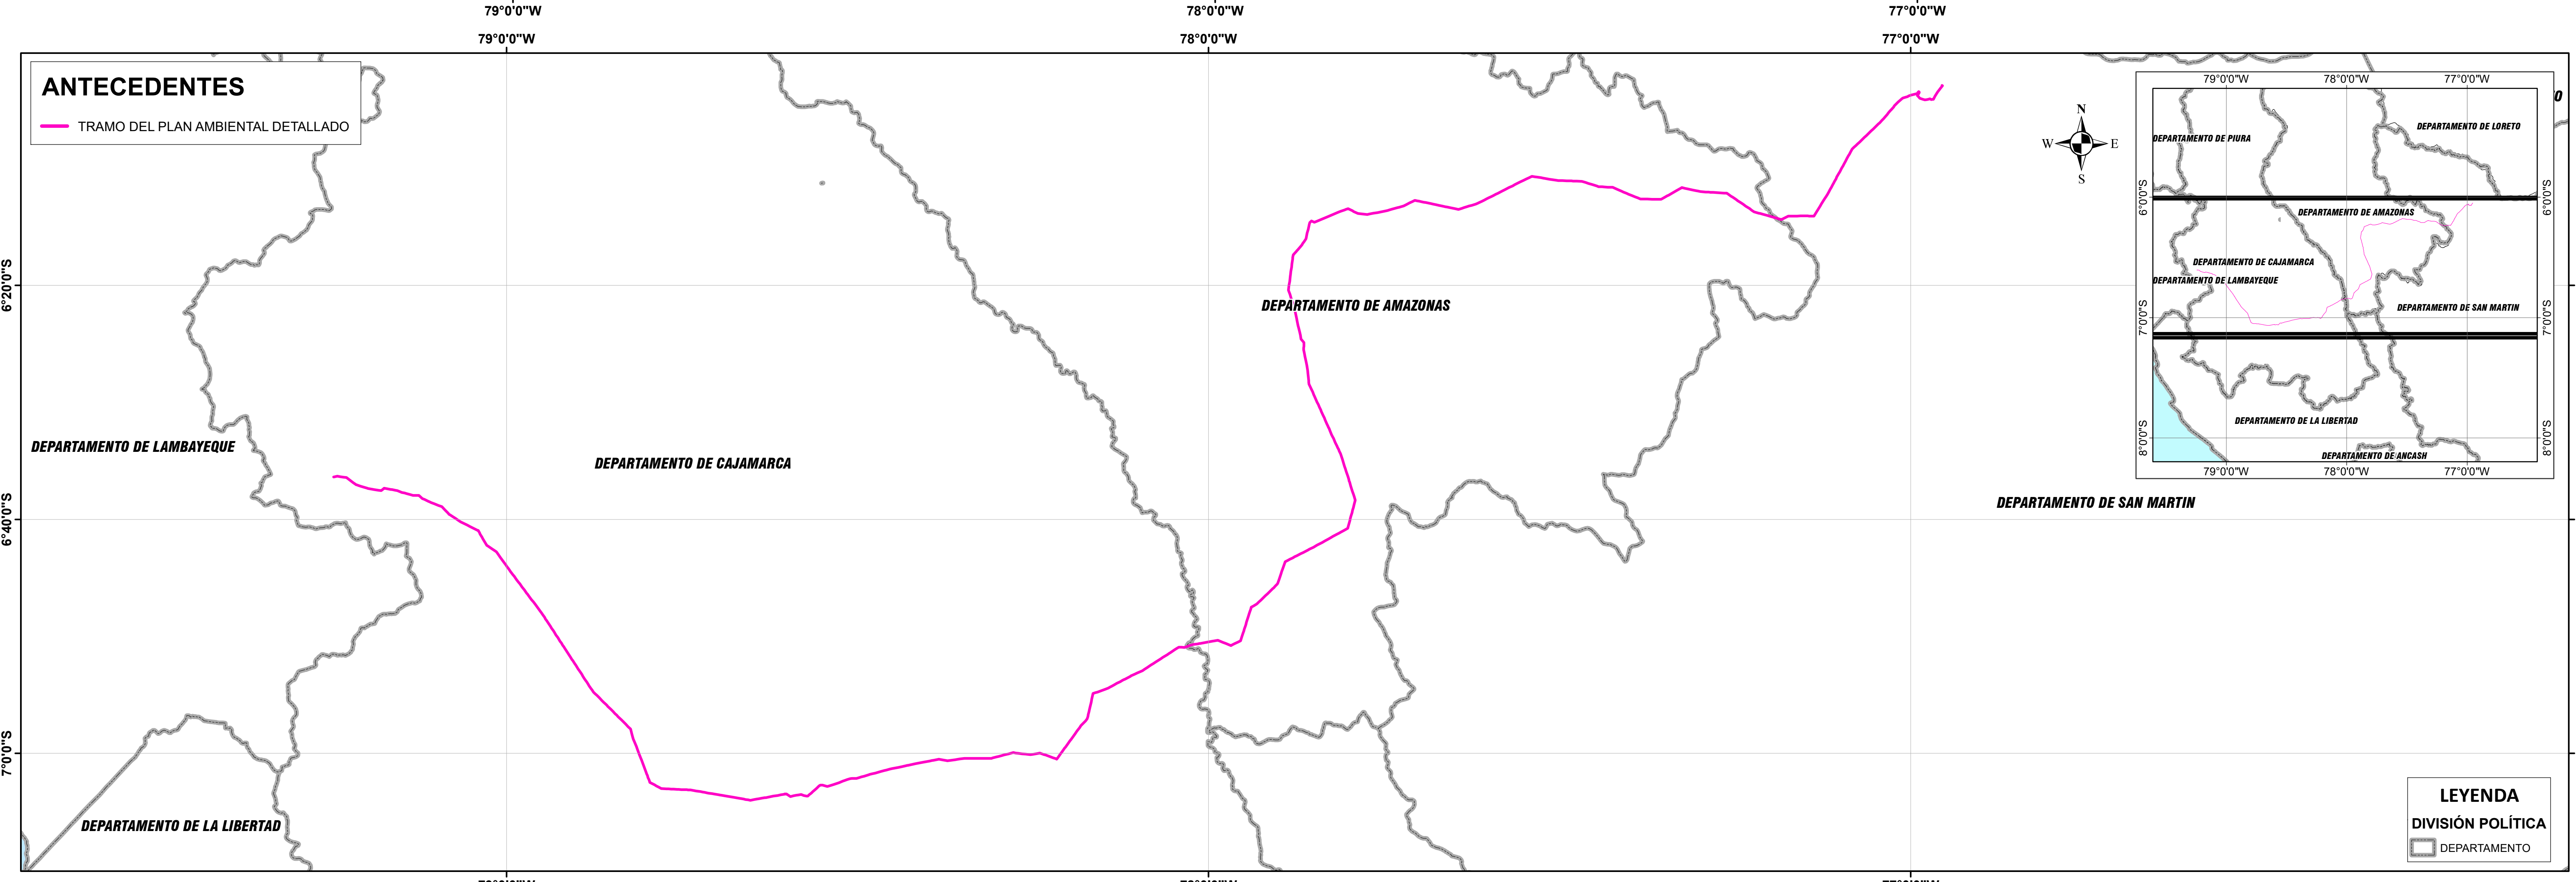 79°0'0"W
78°0'0"W
77°0'0"W
79°0'0"W
78°0'0"W
77°0'0"W
ANTECEDENTES
TRAMO DEL PLAN AMBIENTAL DETALLADO
N
W
E
S
79°0'0"W
78°0'0"W
77°0'0"W
O
DEPARTAMENTO DE PIURA
DEPARTAMENTO DE LORETO
6°0'0"S
6°0'0"S
DEPARTAMENTO DE AMAZONAS
DEPARTAMENTO DE CAJAMARCA
DEPARTAMENTO DE LAMBAYEQUE
DEPARTAMENTO DE SAN MARTIN
7°0'0"S
7°0'0"S
DEPARTAMENTO DE LA LIBERTAD
8°0'0"S
8°0'0"S
DEPARTAMENTO DE ANCASH
79°0'0"W
78°0'0"W
77°0'0"W
6°20'0"S
DEPARTAMENTO DE AMAZONAS
DEPARTAMENTO DE LAMBAYEQUE
DEPARTAMENTO DE CAJAMARCA
DEPARTAMENTO DE SAN MARTIN
6°40'0"S
7°0'0"S
DEPARTAMENTO DE LA LIBERTAD
LEYENDA
DIVISIÓN POLÍTICA
DEPARTAMENTO